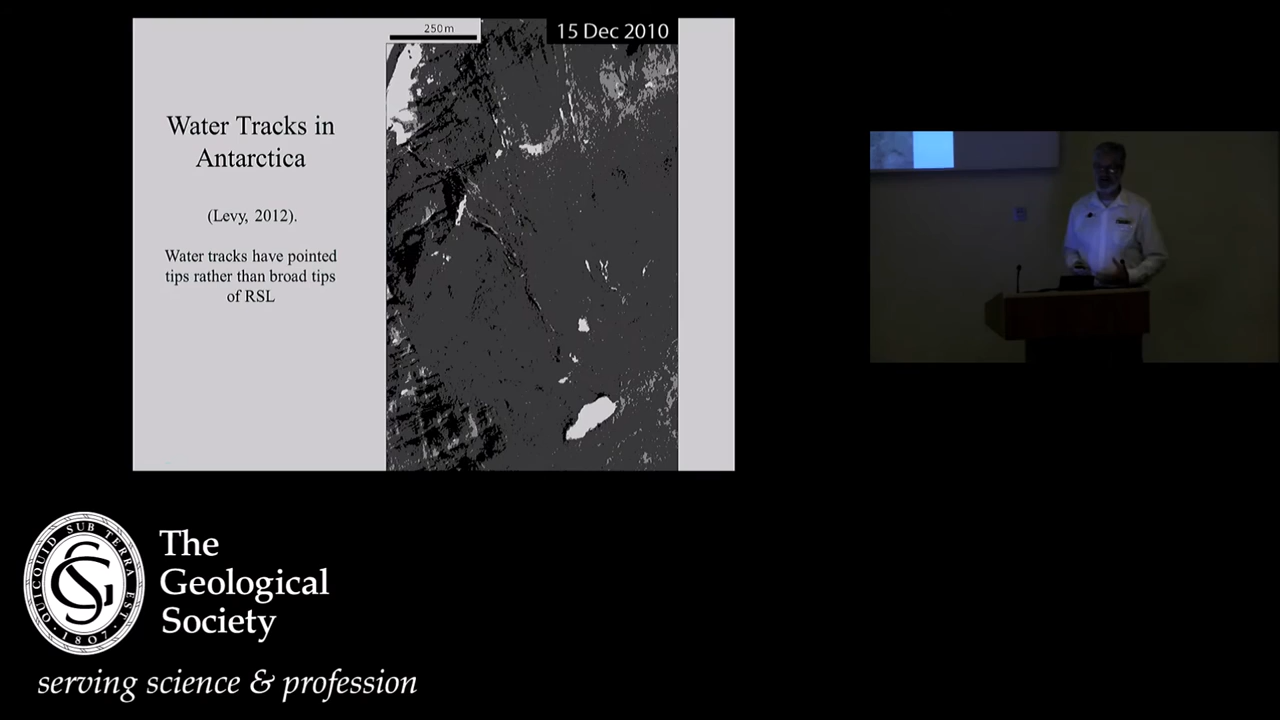 250m
15 Dec 2010
Water Tracks in
Antarctica
(Levy, 2012).
Water tracks have pointed
tips rather than broad tips
of RSL
QUICQUID SUB TERRA EST
1807
The
Geological
Society
serving science & profession